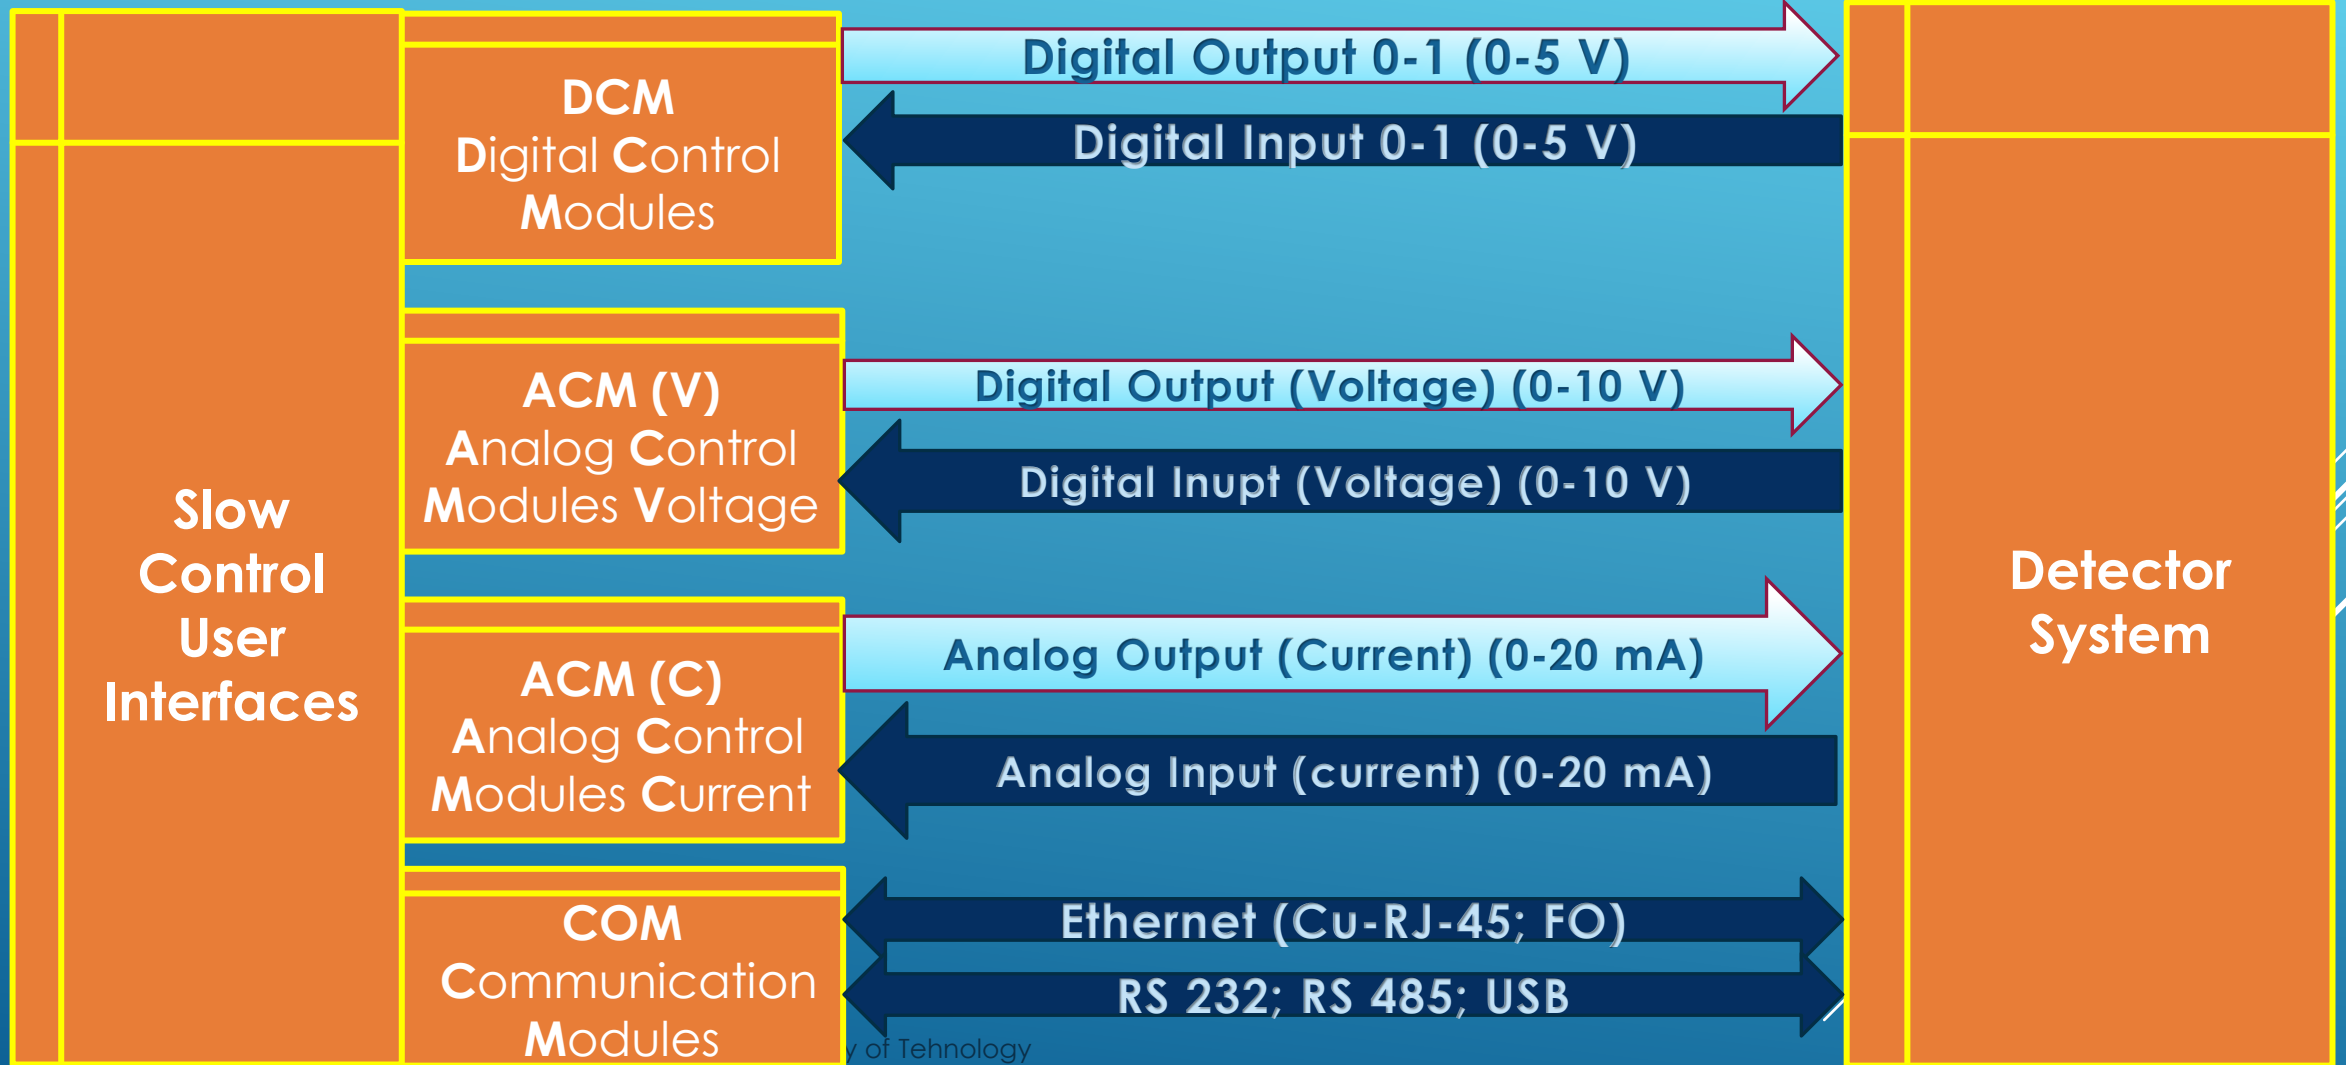 Slow
Control
User
Interfaces
DCM
Digital Control
Modules
Digital Output 0-1 (0-5 V)
Digital Input 0-1 (0-5 V)
ACM (V)
Analog Control
Modules Voltage
Digital Output (Voltage) (0-10 V)
Digital Inupt (Voltage) (0-10 V)
ACM (C)
Analog Control
Modules Current
Analog Output (Current) (0-20 mA)
Analog Input (current) (0-20 mA)
COM
Communication
Modules
Ethernet (Cu-RJ-45; FO)
RS 232; RS 485; USB
Detector
System
of Tehnology